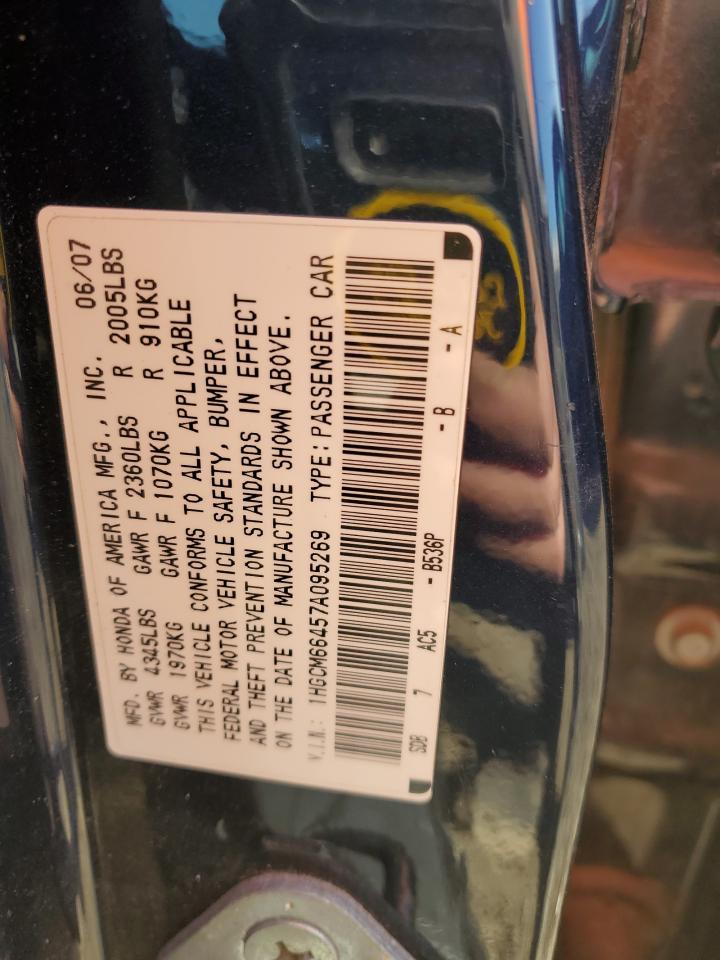 MFD. BY HONDA OF AMERICA MFG., INC. 06/07
GVWR 4345LBS GAWR F 2360LBS R 2005LBS
GVWR 1970KG GAWR F 1070KG R 910KG
THIS VEHICLE CONFORMS TO ALL APPLICABLE
FEDERAL MOTOR VEHICLE SAFETY, BUMPER,
AND THEFT PREVENTION STANDARDS IN EFFECT
ON THE DATE OF MANUFACTURE SHOWN ABOVE.
V.I.N.: 1HGCM66457A095269 TYPE:PASSENGER CAR
SDB 7 AC5 - B536P - B - A